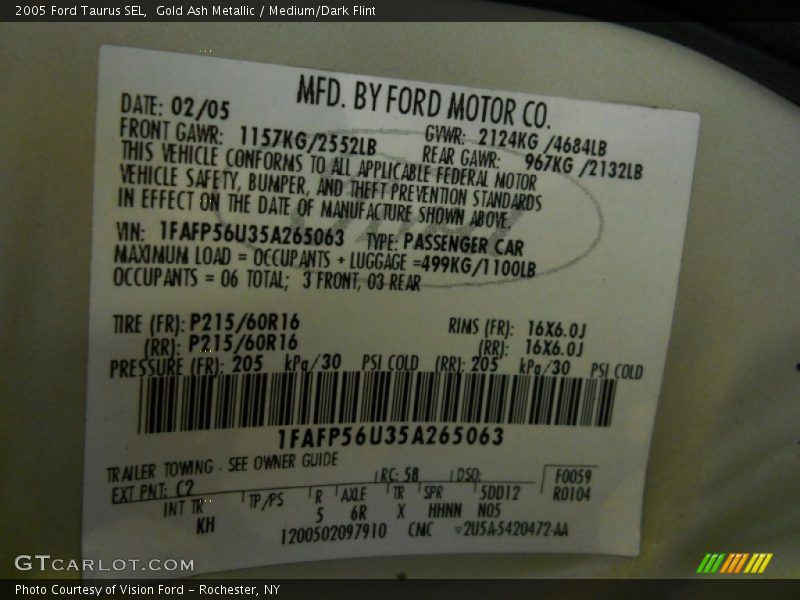 2005 Ford Taurus SEL,  Gold Ash Metallic / Medium/Dark Flint
MFD. BY FORD MOTOR CO.
DATE: 02/05 GVWR: 2124KG /4684LB
FRONT GAWR: 1157KG/2552LB REAR GAWR: 967KG /2132LB
THIS VEHICLE CONFORMS TO ALL APPLICABLE FEDERAL MOTOR
VEHICLE SAFETY, BUMPER, AND THEFT PREVENTION STANDARDS
IN EFFECT ON THE DATE OF MANUFACTURE SHOWN ABOVE.
VIN: 1FAFP56U35A265063 TYPE: PASSENGER CAR
MAXIMUM LOAD = OCCUPANTS + LUGGAGE =499KG/1100LB
OCCUPANTS = 06 TOTAL; 3 FRONT, 03 REAR
TIRE (FR): P215/60R16 RIMS (FR): 16X6.0J
(RR): P215/60R16 (RR): 16X6.0J
PRESSURE (FR): 205 kPa/30 PSI COLD (RR): 205 kPa/30 PSI COLD
1FAFP56U35A265063
TRAILER TOWING - SEE OWNER GUIDE
EXT PNT: C2 RC: 58 DSO: F0059
INT TR TP/PS R AXLE TR SPR 5DD12 R0104
KH 5 6R X HHNN N05
1200502097910 CMC ▽2U5A-5420472-AA
GTCARLOT.COM
Photo Courtesy of Vision Ford – Rochester, NY